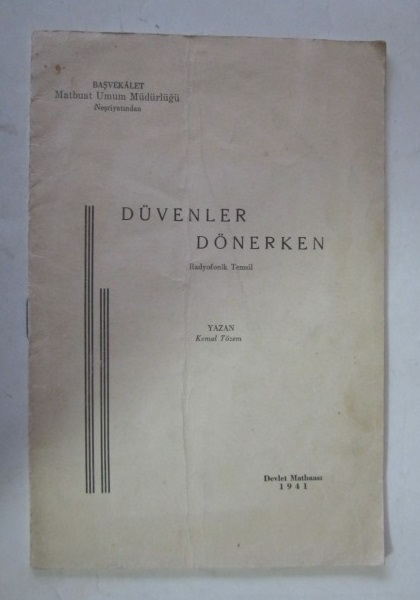 BAŞVEKÂLET
Matbuat Umum Müdürlüğü
Neşriyatından
DÜVENLER
DÖNERKEN
Radyofonik Temsil
YAZAN
Kemal Tözem
Devlet Matbaası
1941